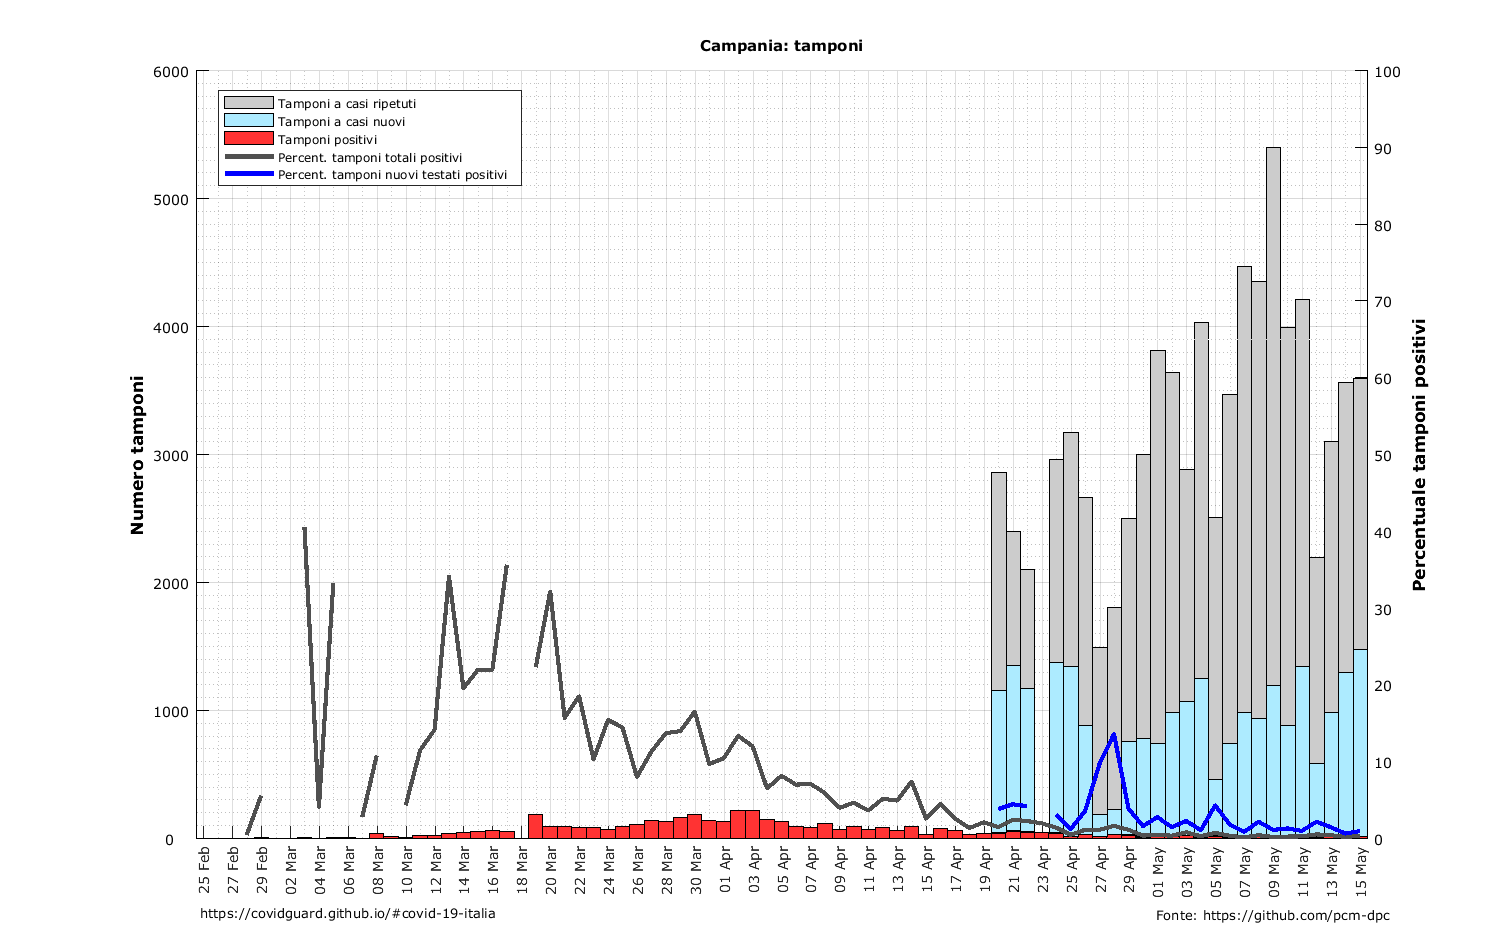 Campania: tamponi
6000
5000
4000
3000
2000
1000
0
Numero tamponi
Tamponi a casi ripetuti
Tamponi a casi nuovi
Tamponi positivi
Percent. tamponi totali positivi
Percent. tamponi nuovi testati positivi
100
90
80
70
60
50
40
30
20
10
0
Percentuale tamponi positivi
25 Feb
27 Feb
29 Feb
02 Mar
04 Mar
06 Mar
08 Mar
10 Mar
12 Mar
14 Mar
16 Mar
18 Mar
20 Mar
22 Mar
24 Mar
26 Mar
28 Mar
30 Mar
01 Apr
03 Apr
05 Apr
07 Apr
09 Apr
11 Apr
13 Apr
15 Apr
17 Apr
19 Apr
21 Apr
23 Apr
25 Apr
27 Apr
29 Apr
01 May
03 May
05 May
07 May
09 May
11 May
13 May
15 May
https://covidguard.github.io/#covid-19-italia
Fonte: https://github.com/pcm-dpc